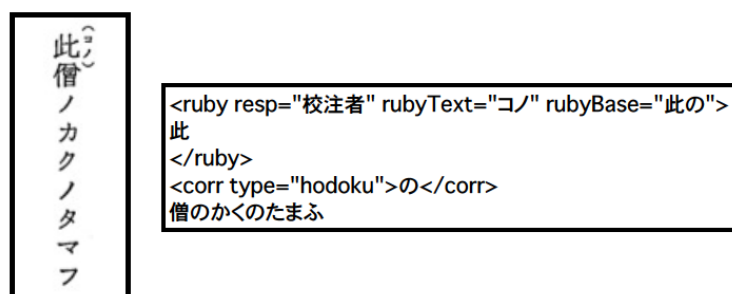 此僧ノカクノタマフ
（コノ）
<ruby resp="校注者" rubyText="コノ" rubyBase="此の">
此
</ruby>
<corr type="hodoku">の</corr>
僧のかくのたまふ